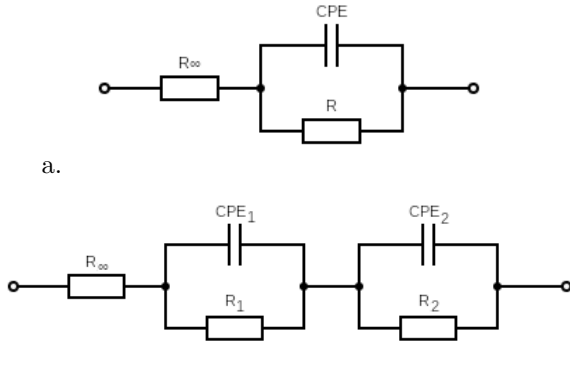 CPE
R∞
R
a.
CPE₁ CPE₂
R∞
R₁ R₂